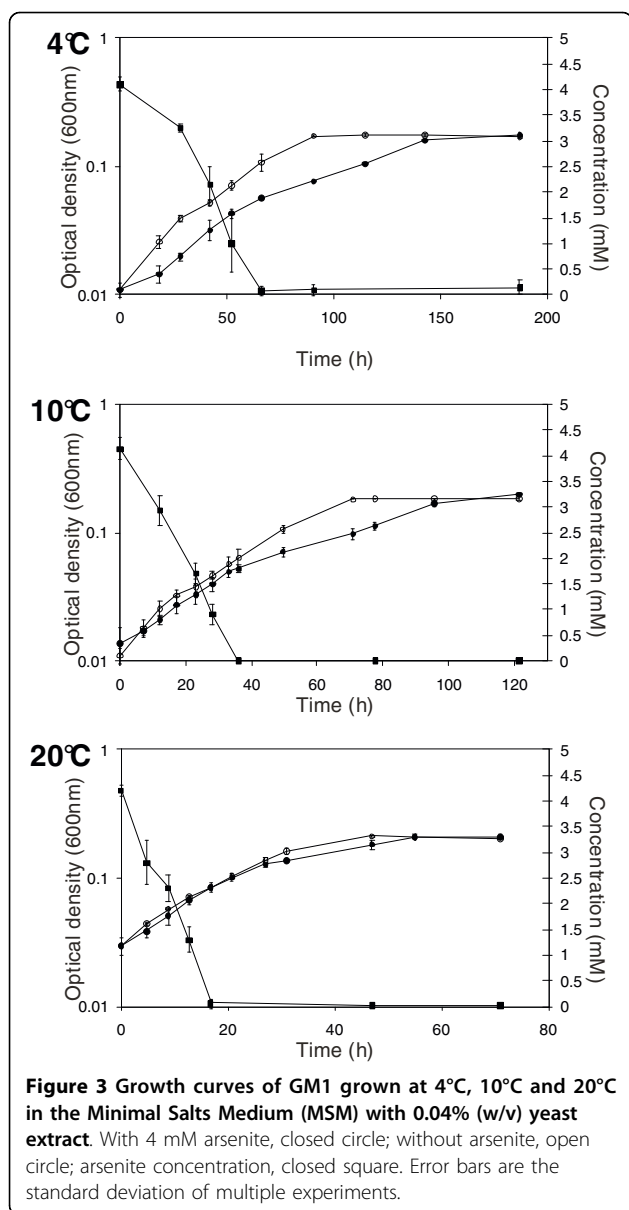 4°C
1
0.1
0.01
Optical density (600nm)
5
4.5
4
3.5
3
2.5
2
1.5
1
0.5
0
Concentration (mM)
0 50 100 150 200
Time (h)
10°C
1
0.1
0.01
Optical density (600nm)
5
4.5
4
3.5
3
2.5
2
1.5
1
0.5
0
Concentration (mM)
0 20 40 60 80 100 120
Time (h)
20°C
1
0.1
0.01
Optical density (600nm)
5
4.5
4
3.5
3
2.5
2
1.5
1
0.5
0
Concentration (mM)
0 20 40 60 80
Time (h)
Figure 3 Growth curves of GM1 grown at 4°C, 10°C and 20°C
in the Minimal Salts Medium (MSM) with 0.04% (w/v) yeast
extract. With 4 mM arsenite, closed circle; without arsenite, open
circle; arsenite concentration, closed square. Error bars are the
standard deviation of multiple experiments.